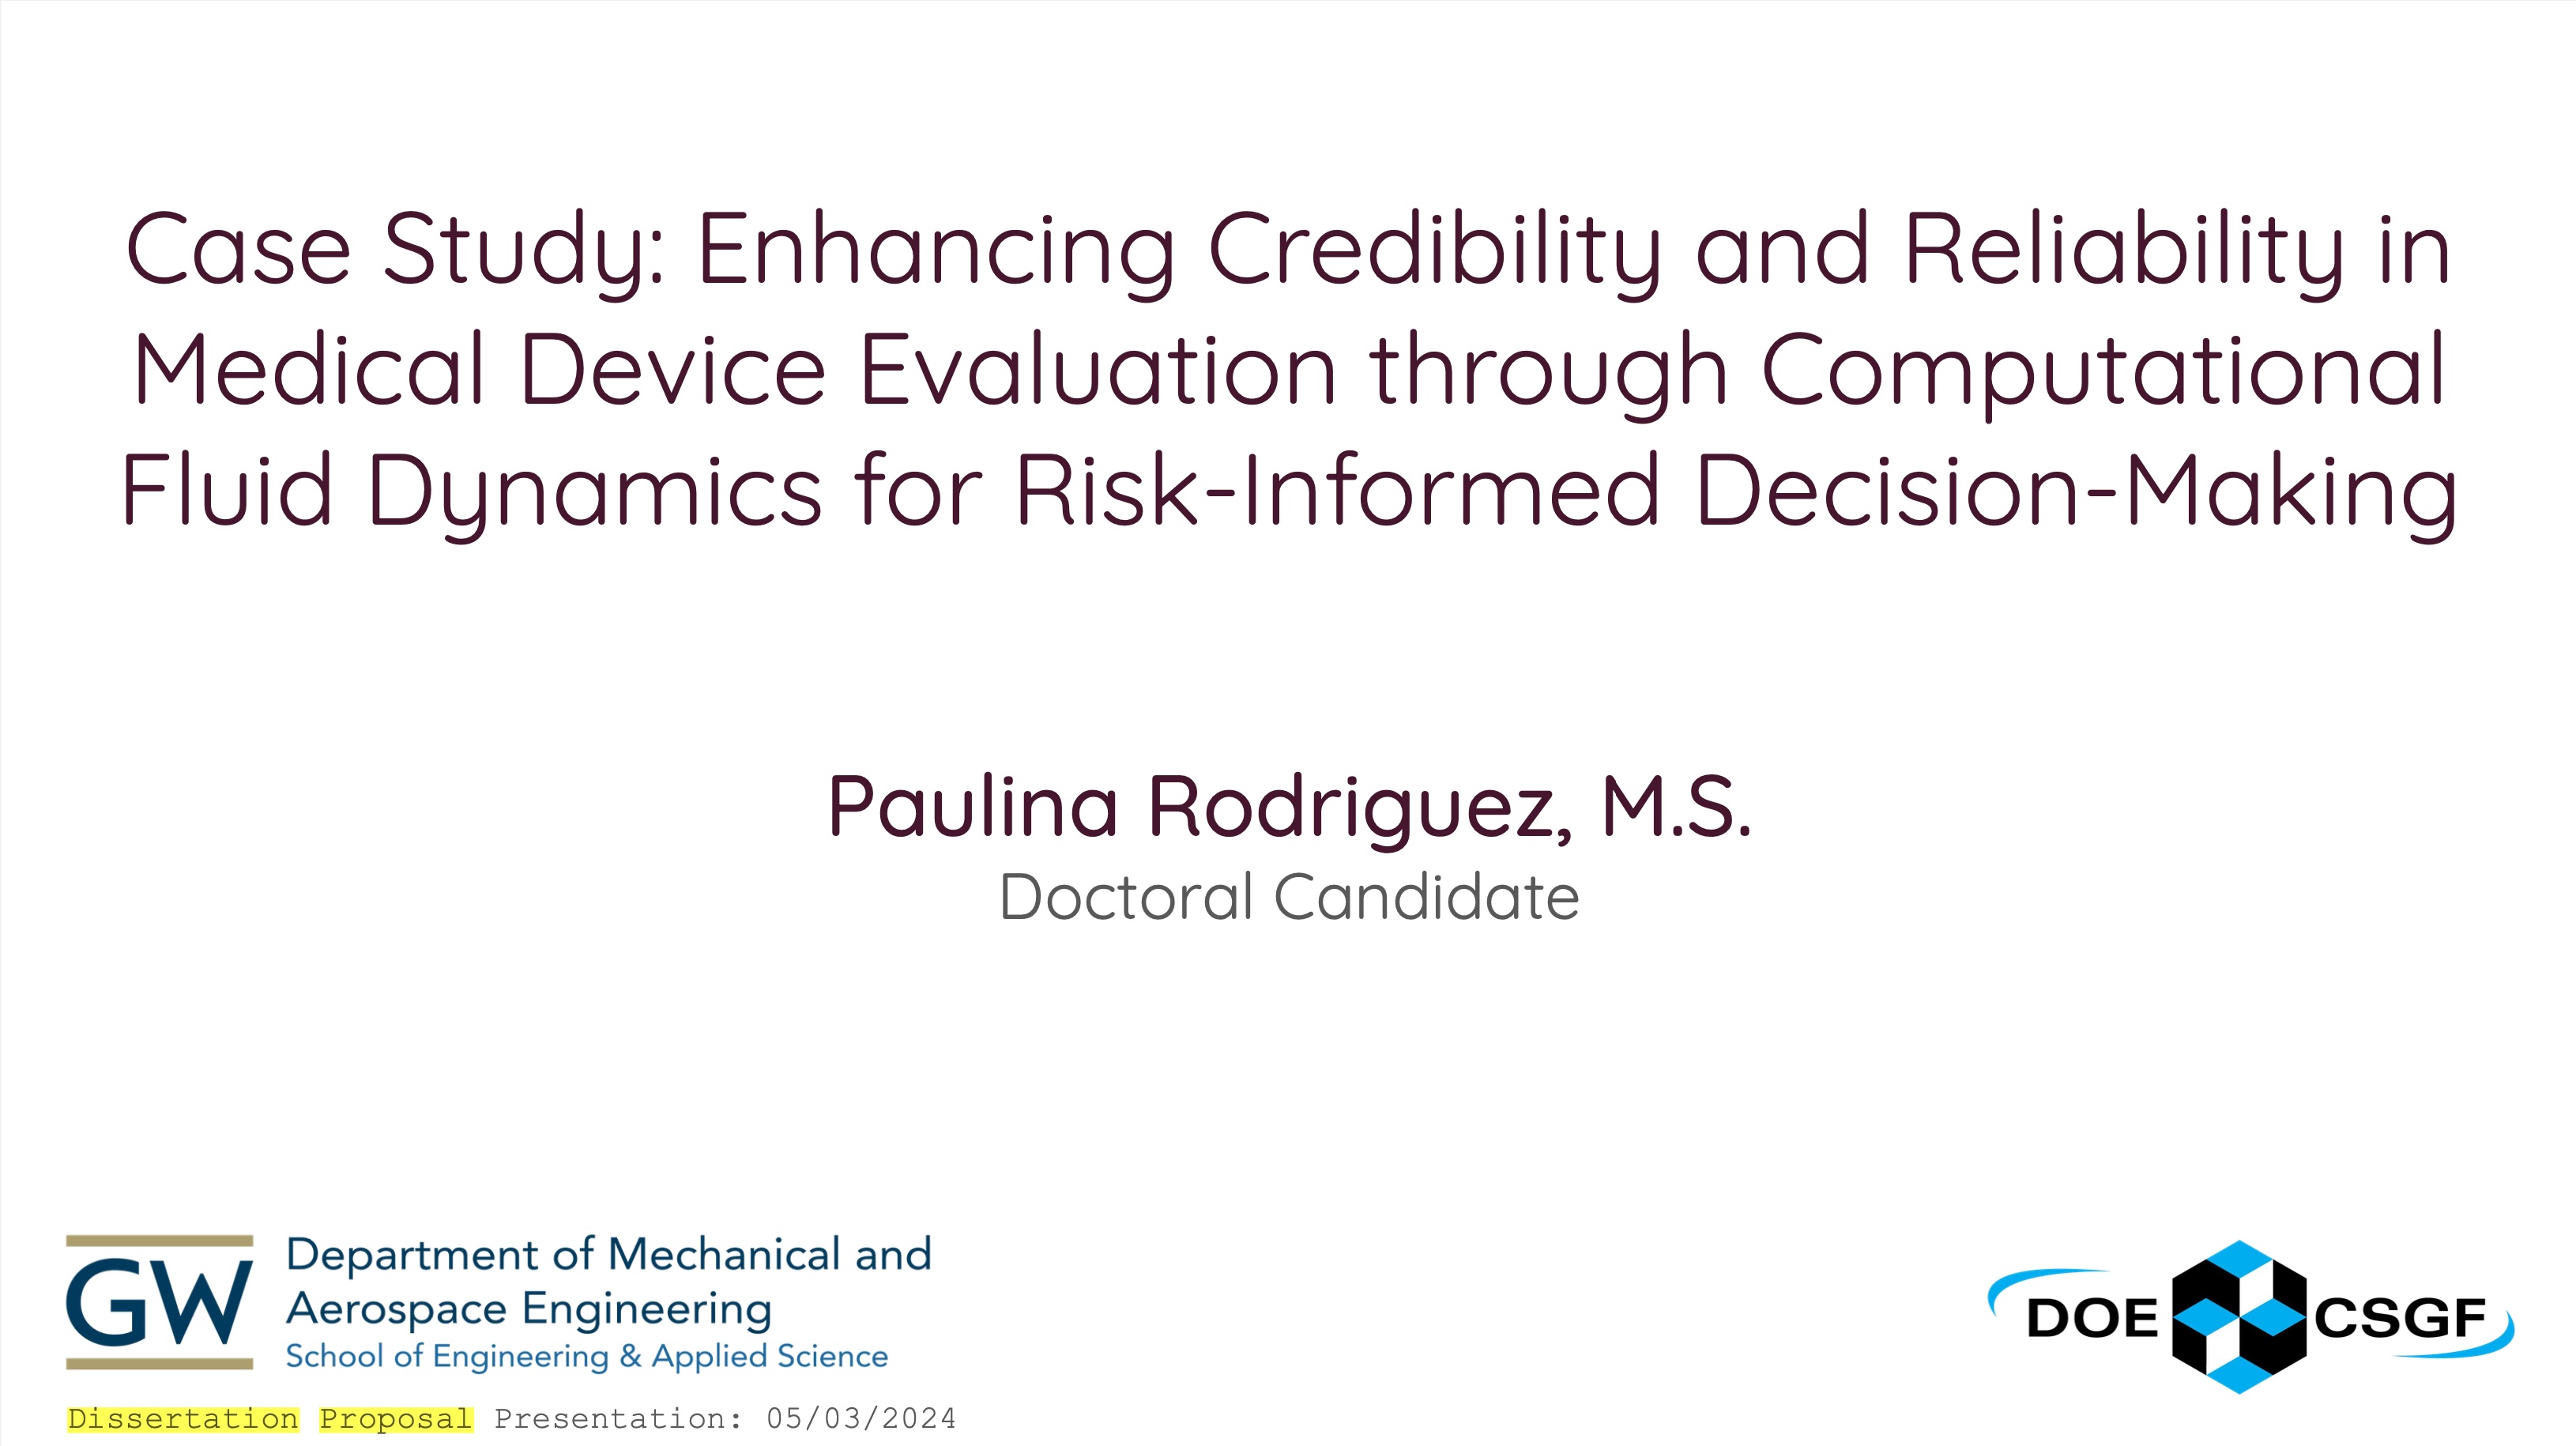 Case Study: Enhancing Credibility and Reliability in
Medical Device Evaluation through Computational
Fluid Dynamics for Risk-Informed Decision-Making
Paulina Rodriguez, M.S.
Doctoral Candidate
GW
Department of Mechanical and
Aerospace Engineering
School of Engineering & Applied Science
DOE CSGF
Dissertation Proposal Presentation: 05/03/2024